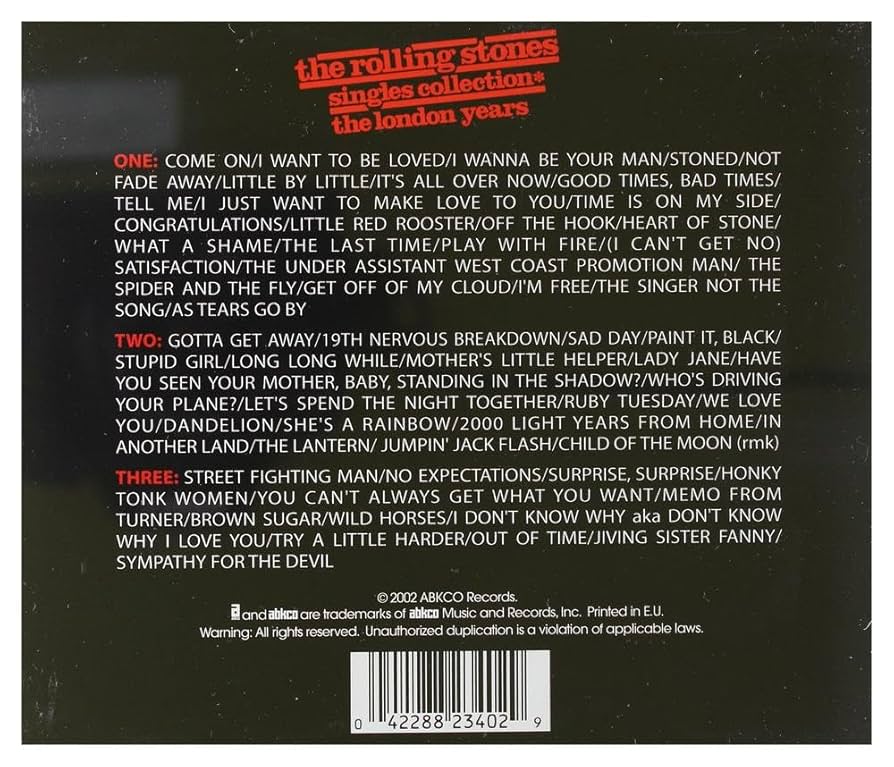 the rolling stones
singles collection*
the london years
ONE: COME ON/I WANT TO BE LOVED/I WANNA BE YOUR MAN/STONED/NOT
FADE AWAY/LITTLE BY LITTLE/IT'S ALL OVER NOW/GOOD TIMES, BAD TIMES/
TELL ME/I JUST WANT TO MAKE LOVE TO YOU/TIME IS ON MY SIDE/
CONGRATULATIONS/LITTLE RED ROOSTER/OFF THE HOOK/HEART OF STONE/
WHAT A SHAME/THE LAST TIME/PLAY WITH FIRE/(I CAN'T GET NO)
SATISFACTION/THE UNDER ASSISTANT WEST COAST PROMOTION MAN/ THE
SPIDER AND THE FLY/GET OFF OF MY CLOUD/I'M FREE/THE SINGER NOT THE
SONG/AS TEARS GO BY
TWO: GOTTA GET AWAY/19TH NERVOUS BREAKDOWN/SAD DAY/PAINT IT, BLACK/
STUPID GIRL/LONG LONG WHILE/MOTHER'S LITTLE HELPER/LADY JANE/HAVE
YOU SEEN YOUR MOTHER, BABY, STANDING IN THE SHADOW?/WHO'S DRIVING
YOUR PLANE?/LET'S SPEND THE NIGHT TOGETHER/RUBY TUESDAY/WE LOVE
YOU/DANDELION/SHE'S A RAINBOW/2000 LIGHT YEARS FROM HOME/IN
ANOTHER LAND/THE LANTERN/ JUMPIN' JACK FLASH/CHILD OF THE MOON (rmk)
THREE: STREET FIGHTING MAN/NO EXPECTATIONS/SURPRISE, SURPRISE/HONKY
TONK WOMEN/YOU CAN'T ALWAYS GET WHAT YOU WANT/MEMO FROM
TURNER/BROWN SUGAR/WILD HORSES/I DON'T KNOW WHY aka DON'T KNOW
WHY I LOVE YOU/TRY A LITTLE HARDER/OUT OF TIME/JIVING SISTER FANNY/
SYMPATHY FOR THE DEVIL
© 2002 ABKCO Records.
a and abkco are trademarks of abkco Music and Records, Inc. Printed in E.U.
Warning: All rights reserved. Unauthorized duplication is a violation of applicable laws.
0 42288 23402 9